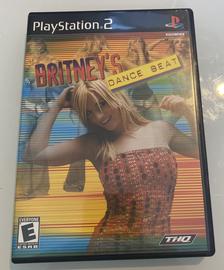 PlayStation 2
BRITNEY'S
DANCE BEAT
EVERYONE
E
ESRB
THQ